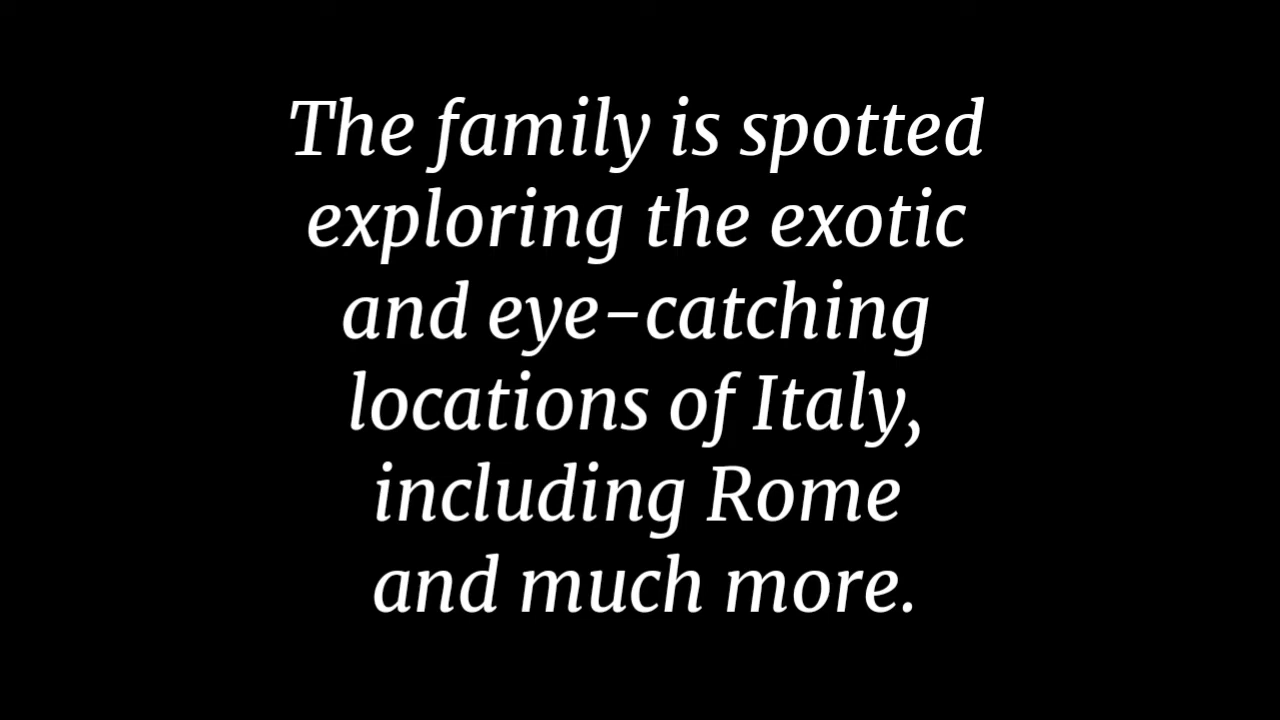 The family is spotted
exploring the exotic
and eye-catching
locations of Italy,
including Rome
and much more.